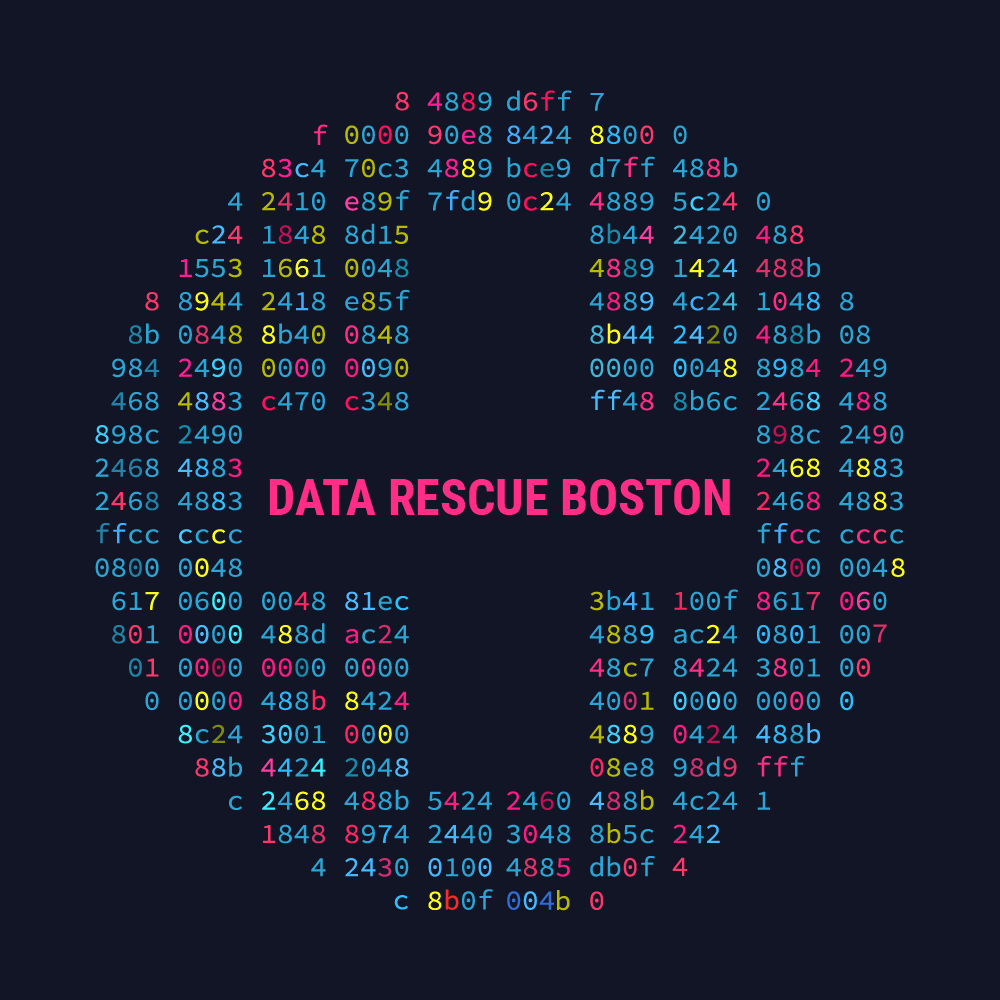 8 4889 d6ff 7
f 0000 90e8 8424 8800 0
83c4 70c3 4889 bce9 d7ff 488b
4 2410 e89f 7fd9 0c24 4889 5c24 0
c24 1848 8d15 8b44 2420 488
1553 1661 0048 4889 1424 488b
8 8944 2418 e85f 4889 4c24 1048 8
8b 0848 8b40 0848 8b44 2420 488b 08
984 2490 0000 0090 0000 0048 8984 249
468 4883 c470 c348 ff48 8b6c 2468 488
898c 2490 898c 2490
2468 4883 2468 4883
DATA RESCUE BOSTON
2468 4883 2468 4883
ffcc cccc ffcc cccc
0800 0048 0800 0048
617 0600 0048 81ec 3b41 100f 8617 060
801 0000 488d ac24 4889 ac24 0801 007
01 0000 0000 0000 48c7 8424 3801 00
0 0000 488b 8424 4001 0000 0000 0
8c24 3001 0000 4889 0424 488b
88b 4424 2048 08e8 98d9 fff
c 2468 488b 5424 2460 488b 4c24 1
1848 8974 2440 3048 8b5c 242
4 2430 0100 4885 db0f 4
c 8b0f 004b 0